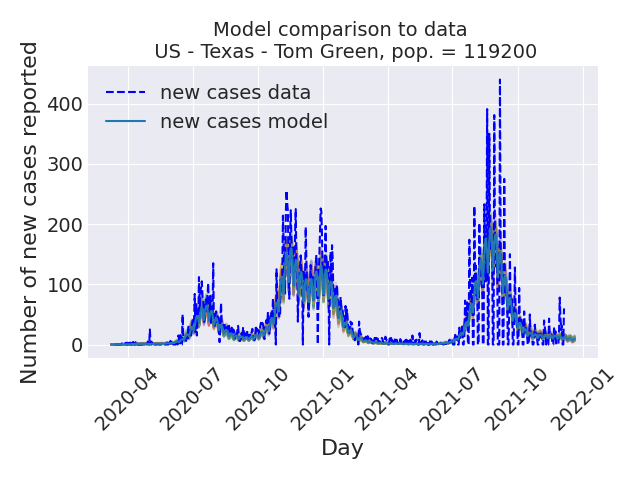 Model comparison to data
US - Texas - Tom Green, pop. = 119200
Number of new cases reported
400
300
200
100
0
new cases data
new cases model
2020-04
2020-07
2020-10
2021-01
2021-04
2021-07
2021-10
2022-01
Day